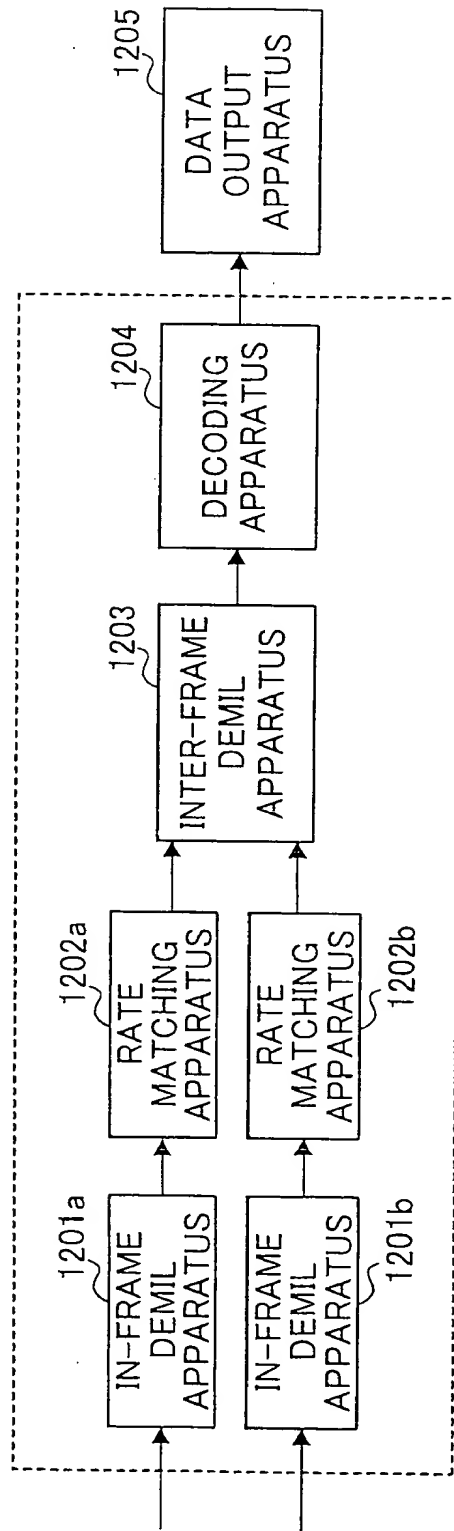 1201a
IN-FRAME
DEMIL
APPARATUS
1202a
RATE
MATCHING
APPARATUS
1201b
IN-FRAME
DEMIL
APPARATUS
1202b
RATE
MATCHING
APPARATUS
1203
INTER-FRAME
DEMIL
APPARATUS
1204
DECODING
APPARATUS
1205
DATA
OUTPUT
APPARATUS